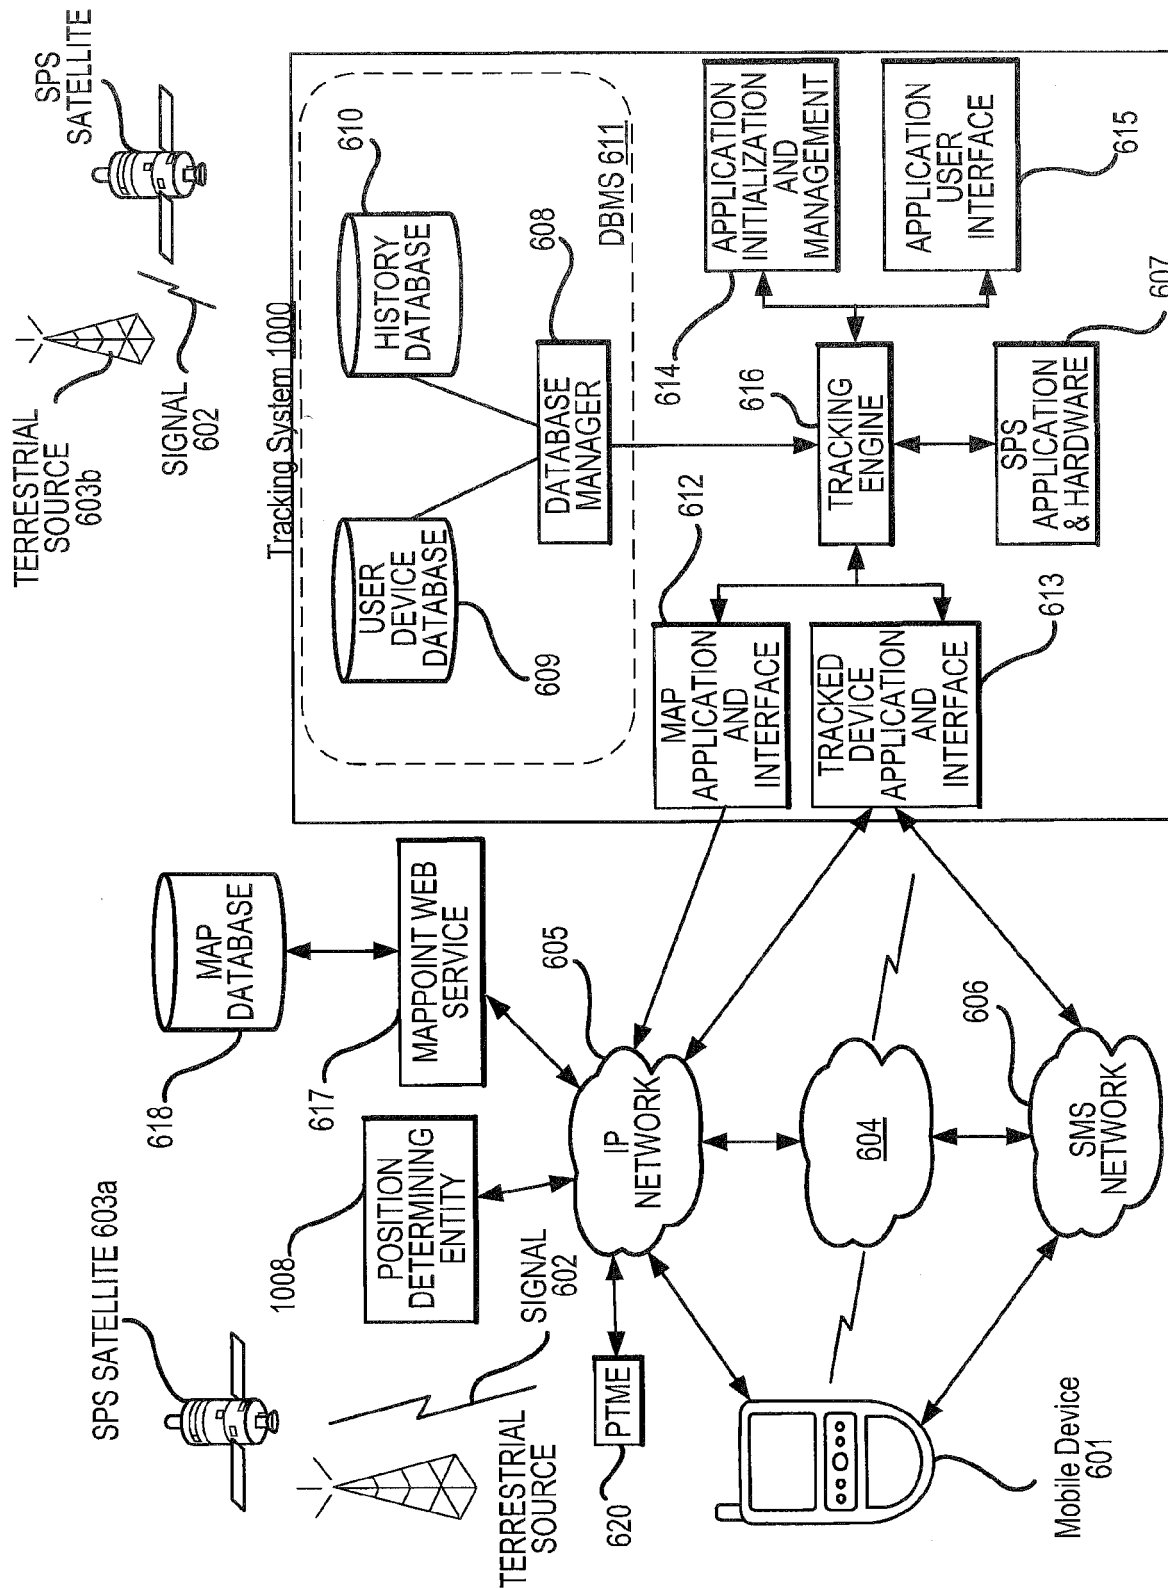 SPS SATELLITE 603a
TERRESTRIAL
SOURCE
SIGNAL
602
1008
POSITION
DETERMINING
ENTITY
618
MAP
DATABASE
617
MAPPOINT WEB
SERVICE
TERRESTRIAL
SOURCE
603b
SIGNAL
602
SPS
SATELLITE
Tracking System 1000
USER
DEVICE
DATABASE
609
HISTORY
DATABASE
610
DATABASE
MANAGER
608
DBMS 611
620
PTME
IP
NETWORK
605
604
SMS
NETWORK
606
Mobile Device
601
MAP
APPLICATION
AND
INTERFACE
612
TRACKED
DEVICE
APPLICATION
AND
INTERFACE
613
616
TRACKING
ENGINE
614
APPLICATION
INITIALIZATION
AND
MANAGEMENT
APPLICATION
USER
INTERFACE
615
SPS
APPLICATION
& HARDWARE
607